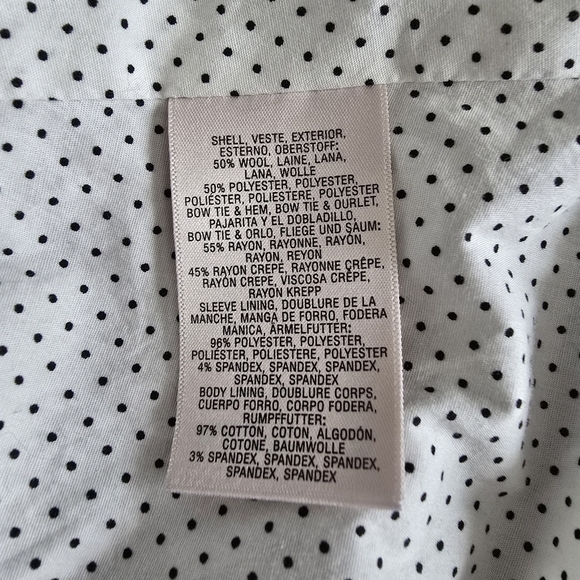 SHELL, VESTE, EXTERIOR,
ESTERNO, OBERSTOFF:
50% WOOL, LAINE, LANA,
LANA, WOLLE
50% POLYESTER, POLYESTER,
POLIÉSTER, POLIESTERE, POLYESTER
BOW TIE & HEM, BOW TIE & OURLET,
PAJARITA Y EL DOBLADILLO,
BOW TIE & ORLO, FLIEGE UND SAUM:
55% RAYON, RAYONNE, RAYON,
RAYON, REYON
45% RAYON CREPE, RAYONNE CRÊPE,
RAYÓN CREPE, VISCOSA CRÊPE,
RAYON KREPP
SLEEVE LINING, DOUBLURE DE LA
MANCHE, MANGA DE FORRO, FODERA
MANICA, ÄRMELFUTTER:
96% POLYESTER, POLYESTER,
POLIÉSTER, POLIESTERE, POLYESTER
4% SPANDEX, SPANDEX, SPANDEX,
SPANDEX, SPANDEX
BODY LINING, DOUBLURE CORPS,
CUERPO FORRO, CORPO FODERA,
RUMPFFUTTER:
97% COTTON, COTON, ALGODÓN,
COTONE, BAUMWOLLE
3% SPANDEX, SPANDEX, SPANDEX,
SPANDEX, SPANDEX